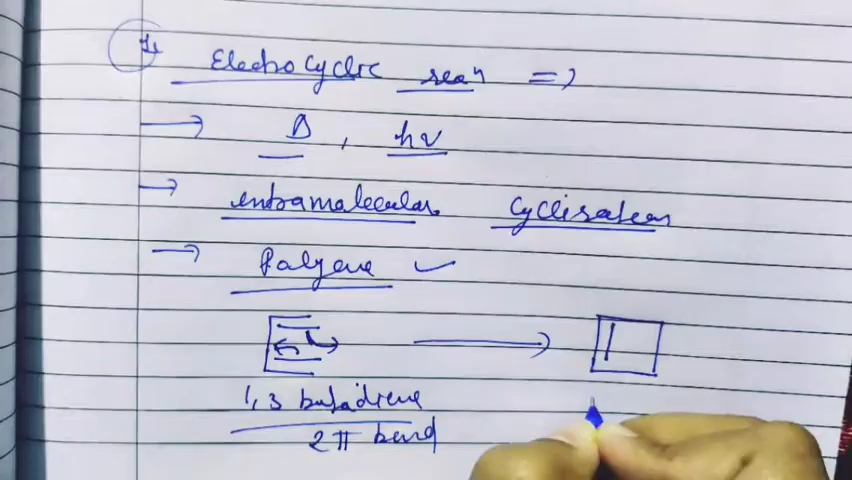 1. Electrocyclic reaⁿ =>
→ Δ, hν
→ intramolecular cyclisation
→ Polyene ✓
1,3 butadiene
2π bond